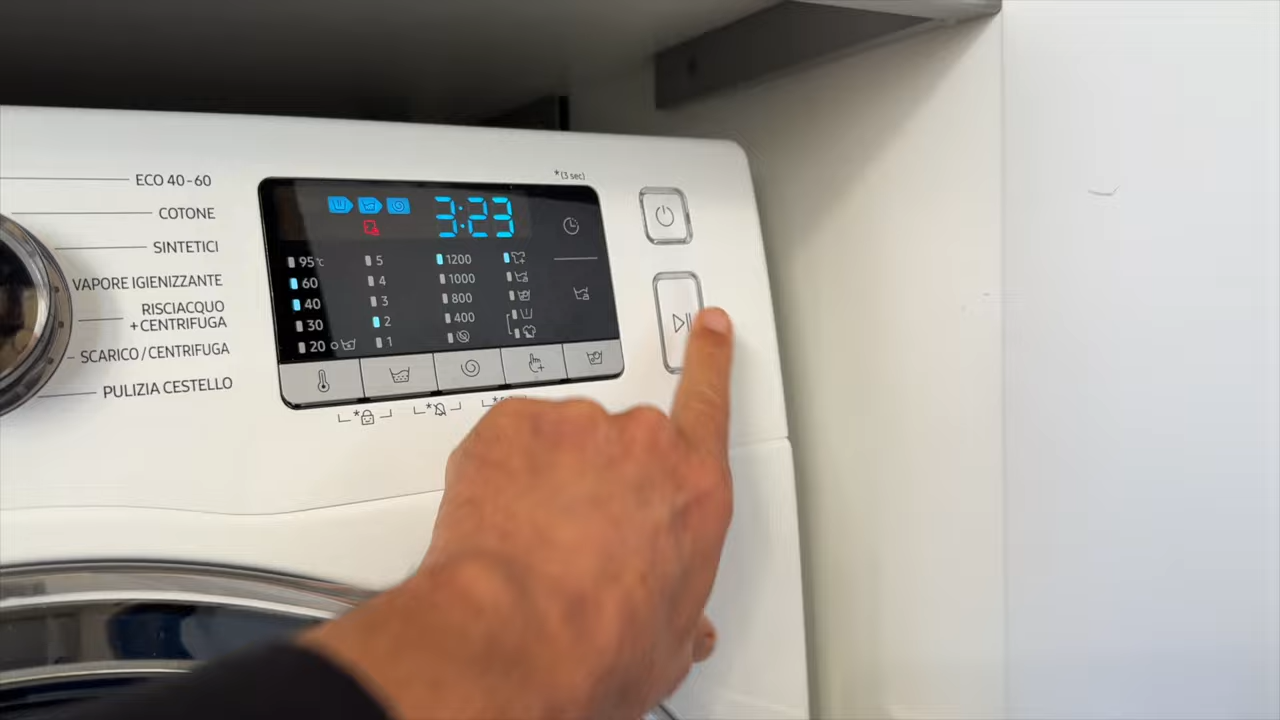 ECO 40-60
COTONE
SINTETICI
VAPORE IGIENIZZANTE
RISCIACQUO
+CENTRIFUGA
SCARICO/CENTRIFUGA
PULIZIA CESTELLO
*(3 sec)
3:23
95°C 5 1200
60 4 1000
40 3 800
30 2 400
20 1